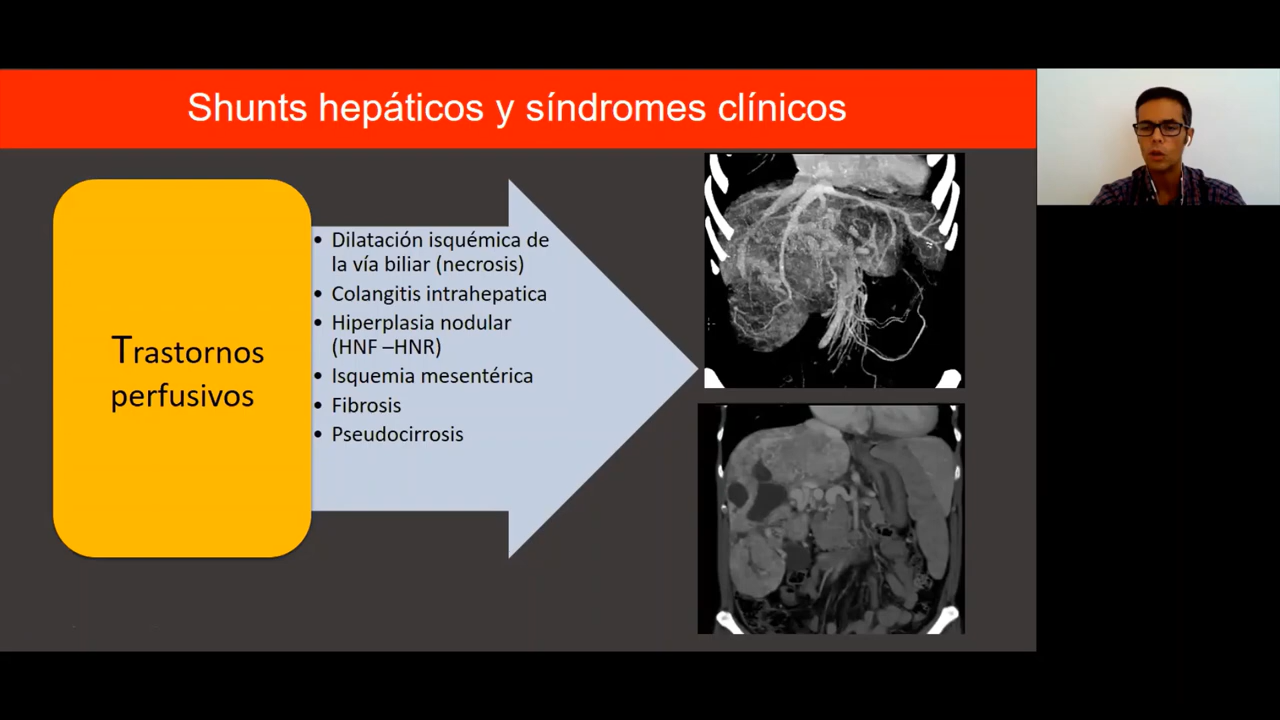 Shunts hepáticos y síndromes clínicos
Trastornos
perfusivos
• Dilatación isquémica de
la vía biliar (necrosis)
• Colangitis intrahepatica
• Hiperplasia nodular
(HNF –HNR)
• Isquemia mesentérica
• Fibrosis
• Pseudocirrosis